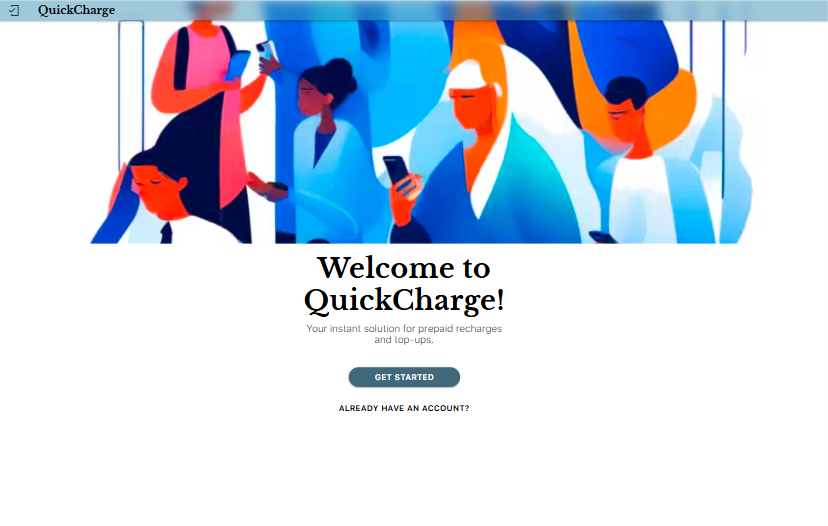 QuickCharge
Welcome to
QuickCharge!
Your instant solution for prepaid recharges
and top-ups.
GET STARTED
ALREADY HAVE AN ACCOUNT?